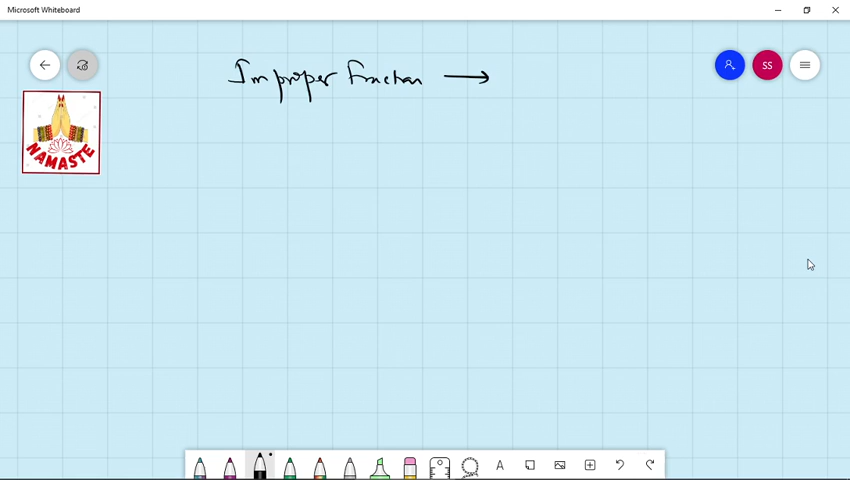 Microsoft Whiteboard
Improper Fraction →
SS
NAMASTE
A